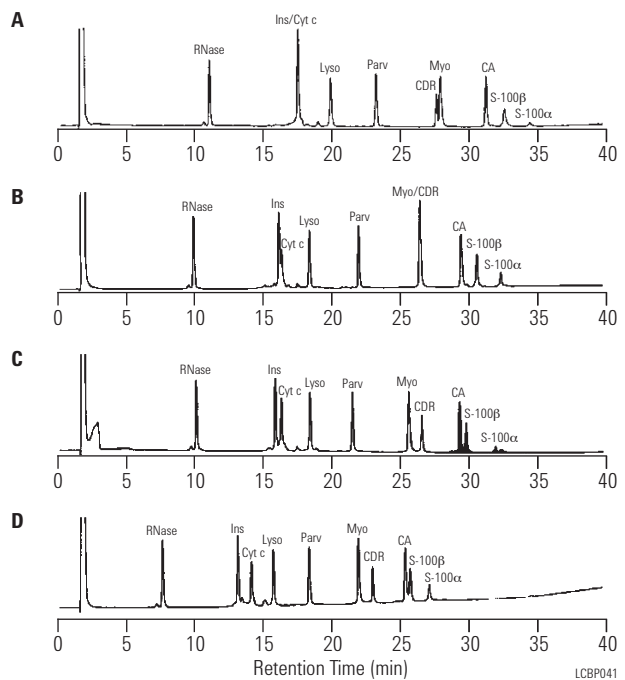 A
RNase
Ins/Cyt c
Lyso
Parv
CDR
Myo
CA
S-100β
S-100α
0 5 10 15 20 25 30 35 40
B
RNase
Ins
Cyt c
Lyso
Parv
Myo/CDR
CA
S-100β
S-100α
0 5 10 15 20 25 30 35 40
C
RNase
Ins
Cyt c
Lyso
Parv
Myo
CDR
CA
S-100β
S-100α
0 5 10 15 20 25 30 35 40
D
RNase
Ins
Cyt c
Lyso
Parv
Myo
CDR
CA
S-100β
S-100α
0 5 10 15 20 25 30 35 40
Retention Time (min)
LCBP041